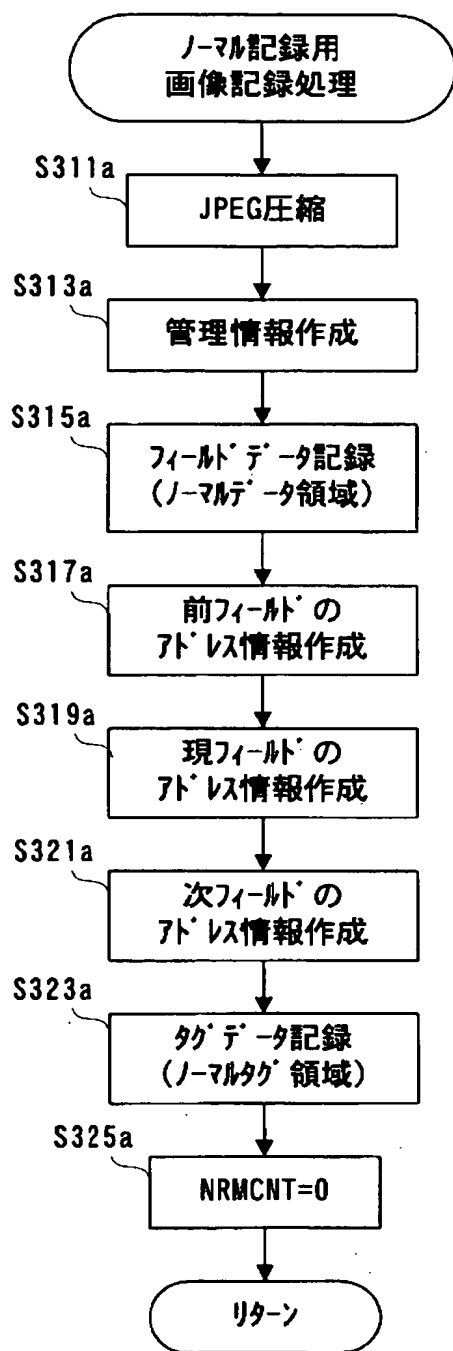 ノーマル記録用
画像記録処理
S311a
JPEG圧縮
S313a
管理情報作成
S315a
フィールドデータ記録
(ノーマルデータ領域)
S317a
前フィールドの
アドレス情報作成
S319a
現フィールドの
アドレス情報作成
S321a
次フィールドの
アドレス情報作成
S323a
タグデータ記録
(ノーマルタグ領域)
S325a
NRMCNT=0
リターン